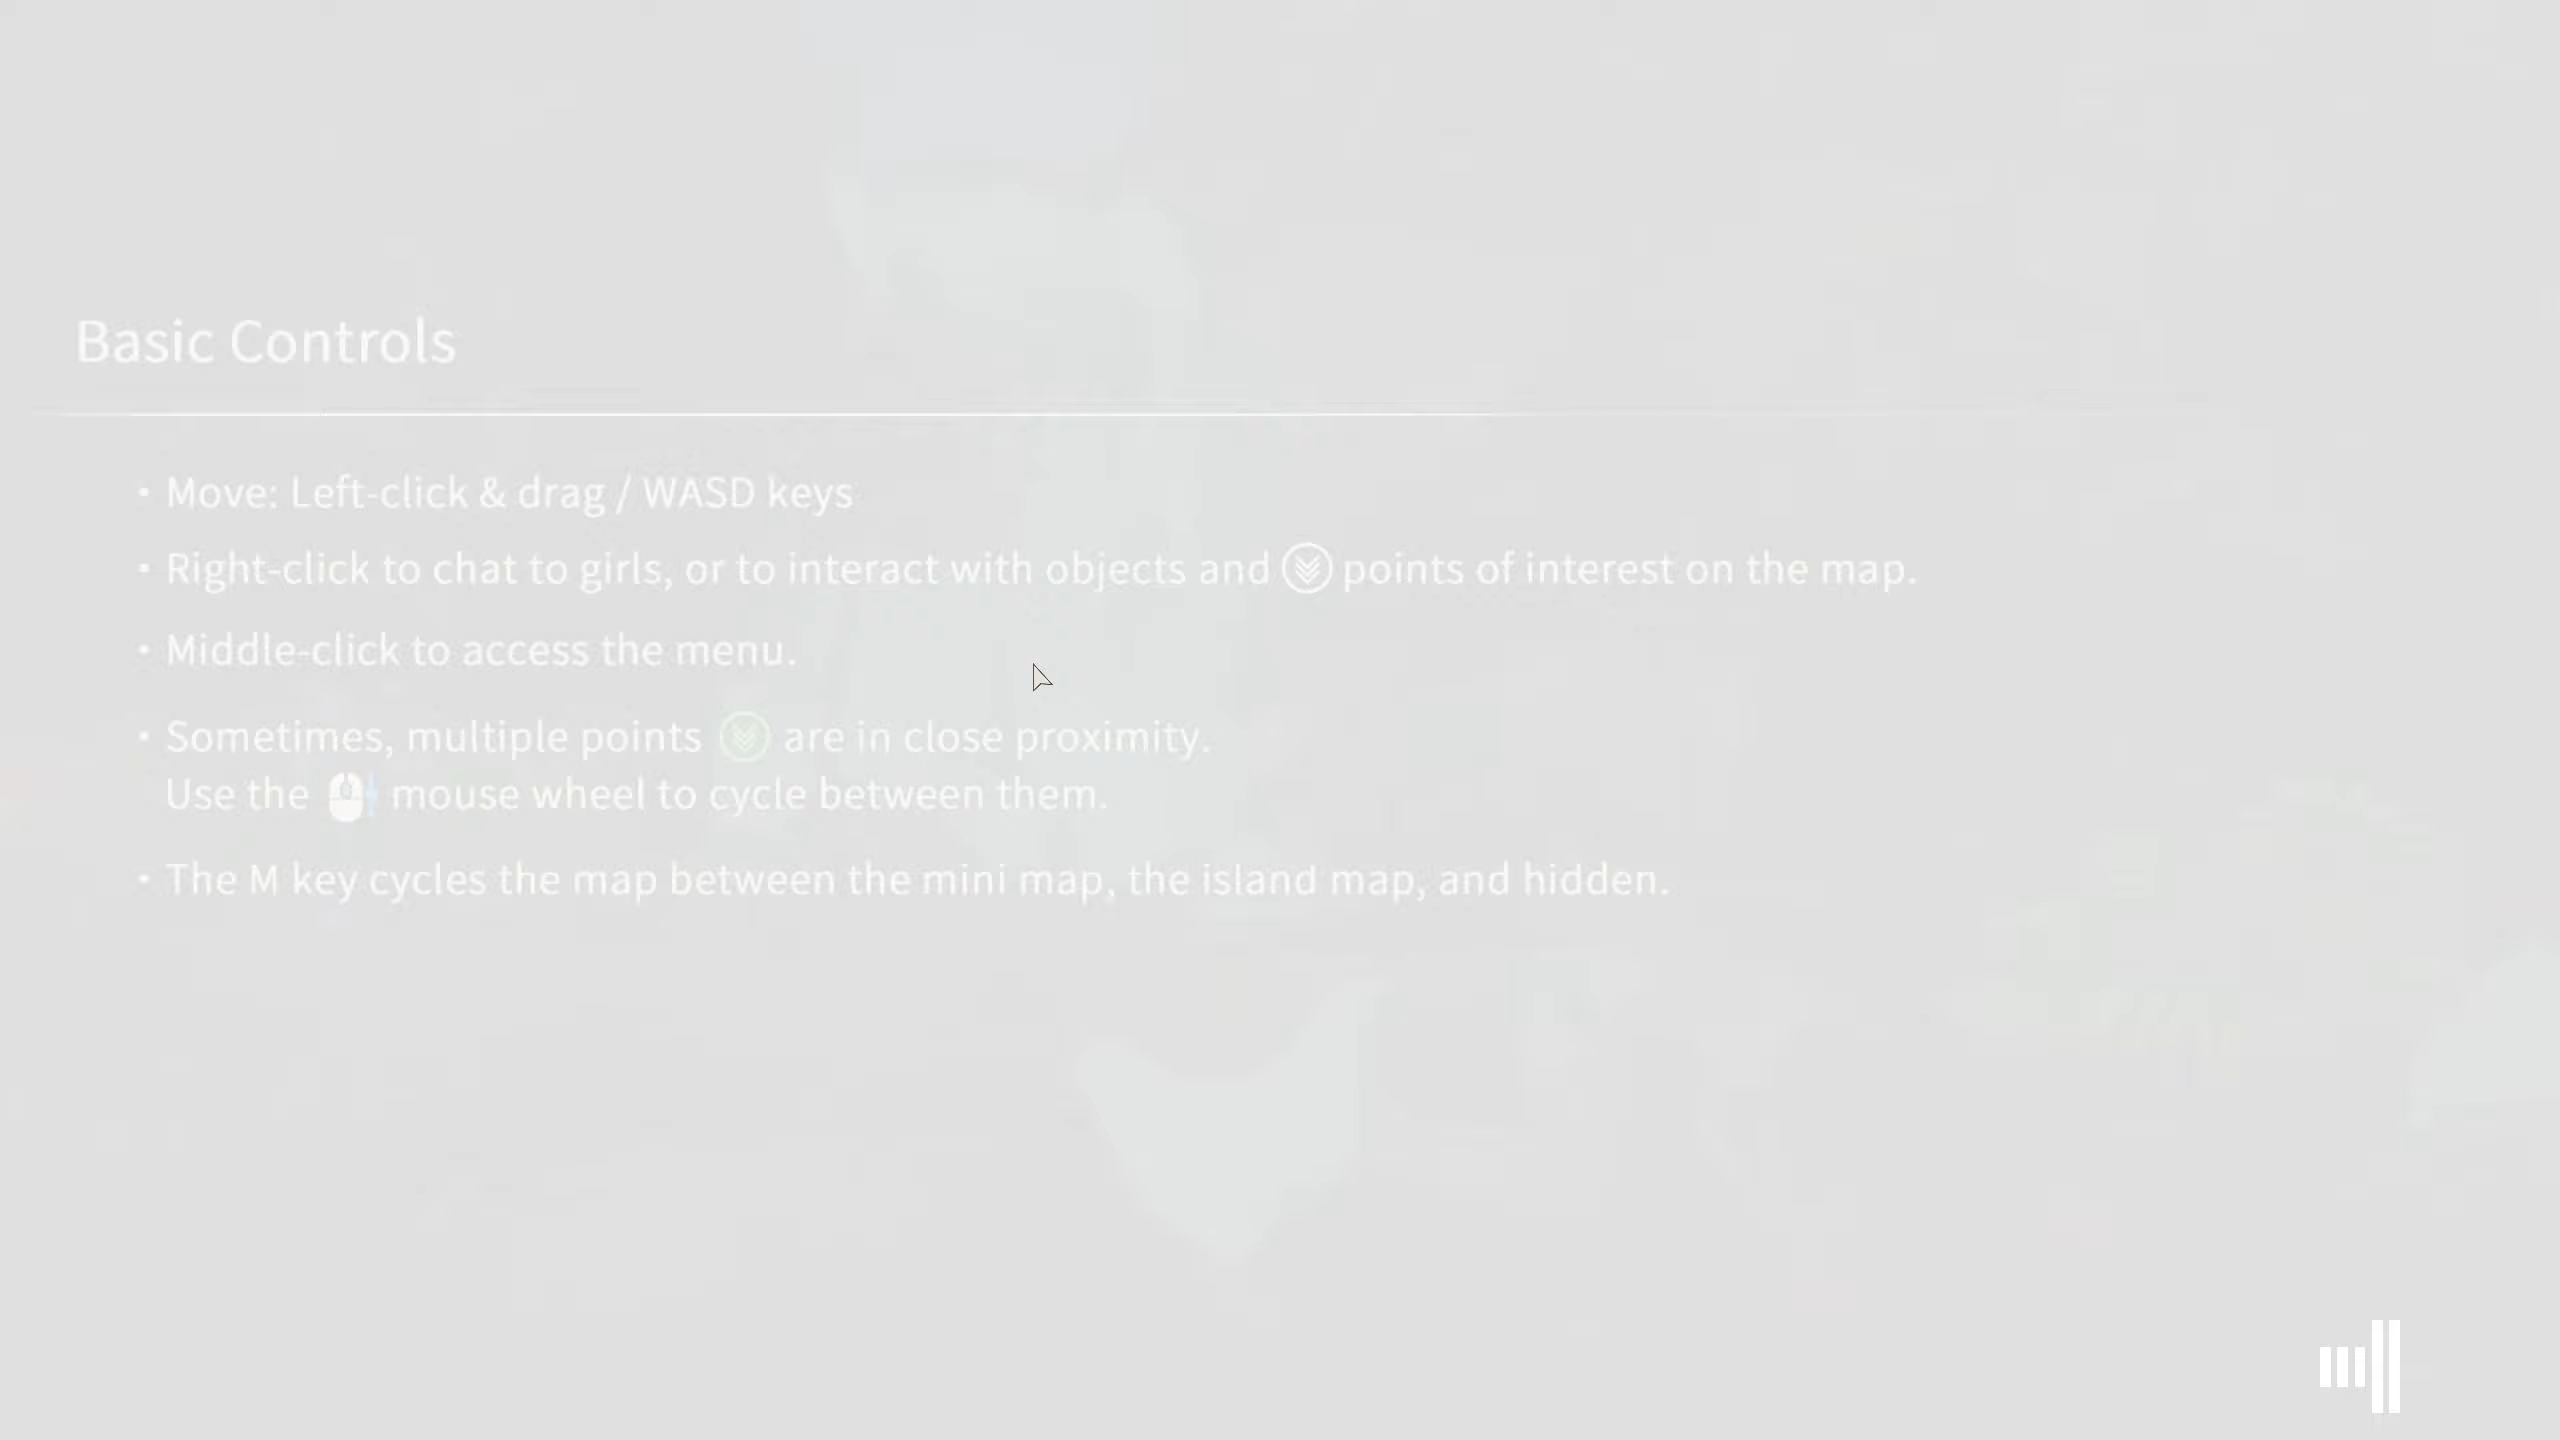 Basic Controls
・Move: Left-click & drag / WASD keys
・Right-click to chat to girls, or to interact with objects and points of interest on the map.
・Middle-click to access the menu.
・Sometimes, multiple points are in close proximity.
Use the mouse wheel to cycle between them.
・The M key cycles the map between the mini map, the island map, and hidden.